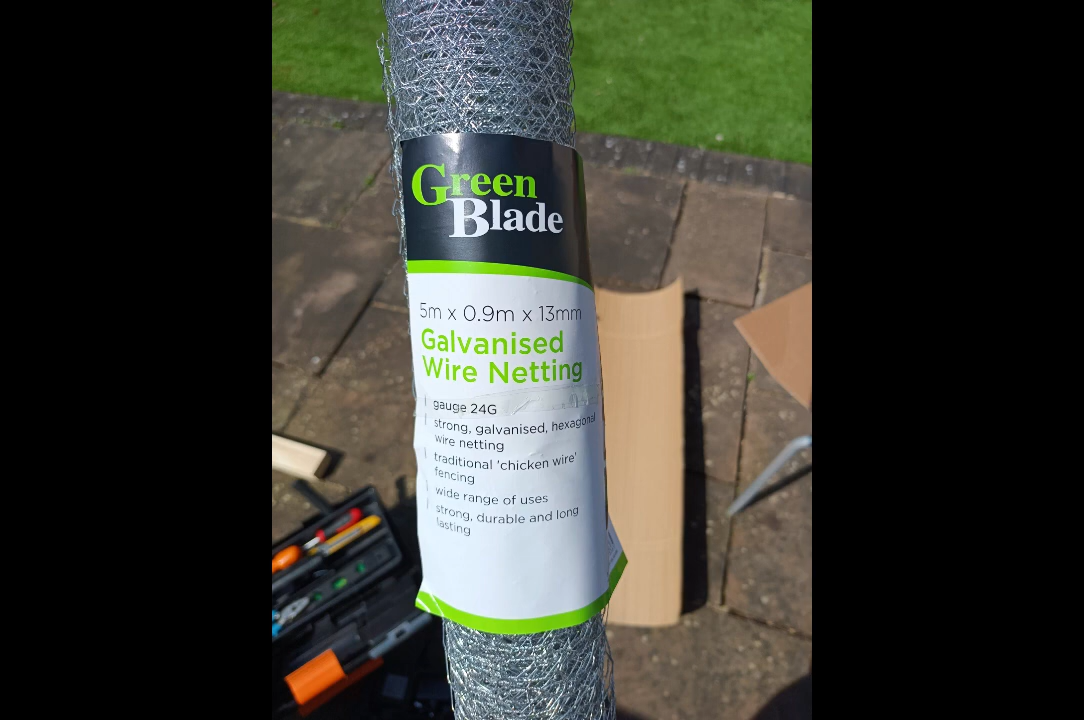 Green
Blade
5m x 0.9m x 13mm
Galvanised
Wire Netting
gauge 24G
strong, galvanised, hexagonal
wire netting
traditional 'chicken wire'
fencing
wide range of uses
strong, durable and long
lasting